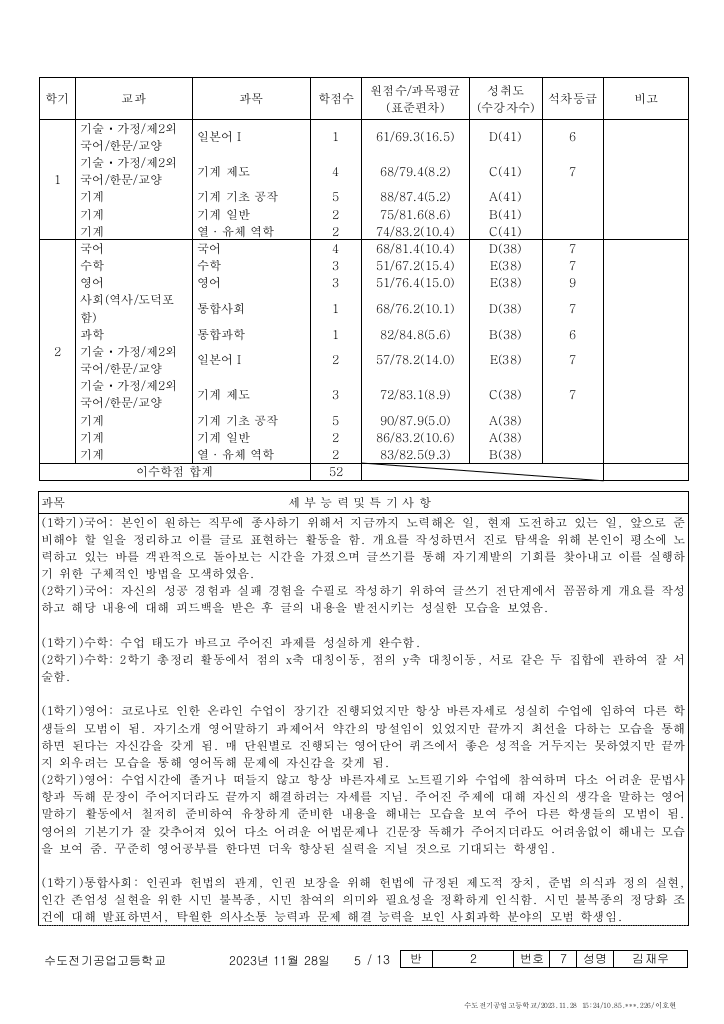 학기 교과 과목 학점수 원점수/과목평균 (표준편차) 성취도 (수강자수) 석차등급 비고
1
기술・가정/제2외국어/한문/교양 일본어Ⅰ 1 61/69.3(16.5) D(41) 6
기술・가정/제2외국어/한문/교양 기계 제도 4 68/79.4(8.2) C(41) 7
기계 기계 기초 공작 5 88/87.4(5.2) A(41)
기계 기계 일반 2 75/81.6(8.6) B(41)
기계 열・유체 역학 2 74/83.2(10.4) C(41)
2
국어 국어 4 68/81.4(10.4) D(38) 7
수학 수학 3 51/67.2(15.4) E(38) 7
영어 영어 3 51/76.4(15.0) E(38) 9
사회(역사/도덕포함) 통합사회 1 68/76.2(10.1) D(38) 7
과학 통합과학 1 82/84.8(5.6) B(38) 6
기술・가정/제2외국어/한문/교양 일본어Ⅰ 2 57/78.2(14.0) E(38) 7
기술・가정/제2외국어/한문/교양 기계 제도 3 72/83.1(8.9) C(38) 7
기계 기계 기초 공작 5 90/87.9(5.0) A(38)
기계 기계 일반 2 86/83.2(10.6) A(38)
기계 열・유체 역학 2 83/82.5(9.3) B(38)
이수학점 합계 52
과목 세 부 능 력 및 특 기 사 항
(1학기)국어: 본인이 원하는 직무에 종사하기 위해서 지금까지 노력해온 일, 현재 도전하고 있는 일, 앞으로 준
비해야 할 일을 정리하고 이를 글로 표현하는 활동을 함. 개요를 작성하면서 진로 탐색을 위해 본인이 평소에 노
력하고 있는 바를 객관적으로 돌아보는 시간을 가졌으며 글쓰기를 통해 자기계발의 기회를 찾아내고 이를 실행하
기 위한 구체적인 방법을 모색하였음.
(2학기)국어: 자신의 성공 경험과 실패 경험을 수필로 작성하기 위하여 글쓰기 전단계에서 꼼꼼하게 개요를 작성
하고 해당 내용에 대해 피드백을 받은 후 글의 내용을 발전시키는 성실한 모습을 보였음.
(1학기)수학: 수업 태도가 바르고 주어진 과제를 성실하게 완수함.
(2학기)수학: 2학기 총정리 활동에서 점의 x축 대칭이동, 점의 y축 대칭이동, 서로 같은 두 집합에 관하여 잘 서
술함.
(1학기)영어: 코로나로 인한 온라인 수업이 장기간 진행되었지만 항상 바른자세로 성실히 수업에 임하여 다른 학
생들의 모범이 됨. 자기소개 영어말하기 과제어서 약간의 망설임이 있었지만 끝까지 최선을 다하는 모습을 통해
하면 된다는 자신감을 갖게 됨. 매 단원별로 진행되는 영어단어 퀴즈에서 좋은 성적을 거두지는 못하였지만 끝까
지 외우려는 모습을 통해 영어독해 문제에 자신감을 갖게 됨.
(2학기)영어: 수업시간에 졸거나 떠들지 않고 항상 바른자세로 노트필기와 수업에 참여하며 다소 어려운 문법사
항과 독해 문장이 주어지더라도 끝까지 해결하려는 자세를 지님. 주어진 주제에 대해 자신의 생각을 말하는 영어
말하기 활동에서 철저히 준비하여 유창하게 준비한 내용을 해내는 모습을 보여 주어 다른 학생들의 모범이 됨.
영어의 기본기가 잘 갖추어져 있어 다소 어려운 어법문제나 긴문장 독해가 주어지더라도 어려움없이 해내는 모습
을 보여 줌. 꾸준히 영어공부를 한다면 더욱 향상된 실력을 지닐 것으로 기대되는 학생임.
(1학기)통합사회: 인권과 헌법의 관계, 인권 보장을 위해 헌법에 규정된 제도적 장치, 준법 의식과 정의 실현,
인간 존엄성 실현을 위한 시민 불복종, 시민 참여의 의미와 필요성을 정확하게 인식함. 시민 불복종의 정당화 조
건에 대해 발표하면서, 탁월한 의사소통 능력과 문제 해결 능력을 보인 사회과학 분야의 모범 학생임.
수도전기공업고등학교 2023년 11월 28일 5 / 13 반 2 번호 7 성명 김재우
수도전기공업고등학교/2023.11.28 15:24/10.85.***.226/이호현